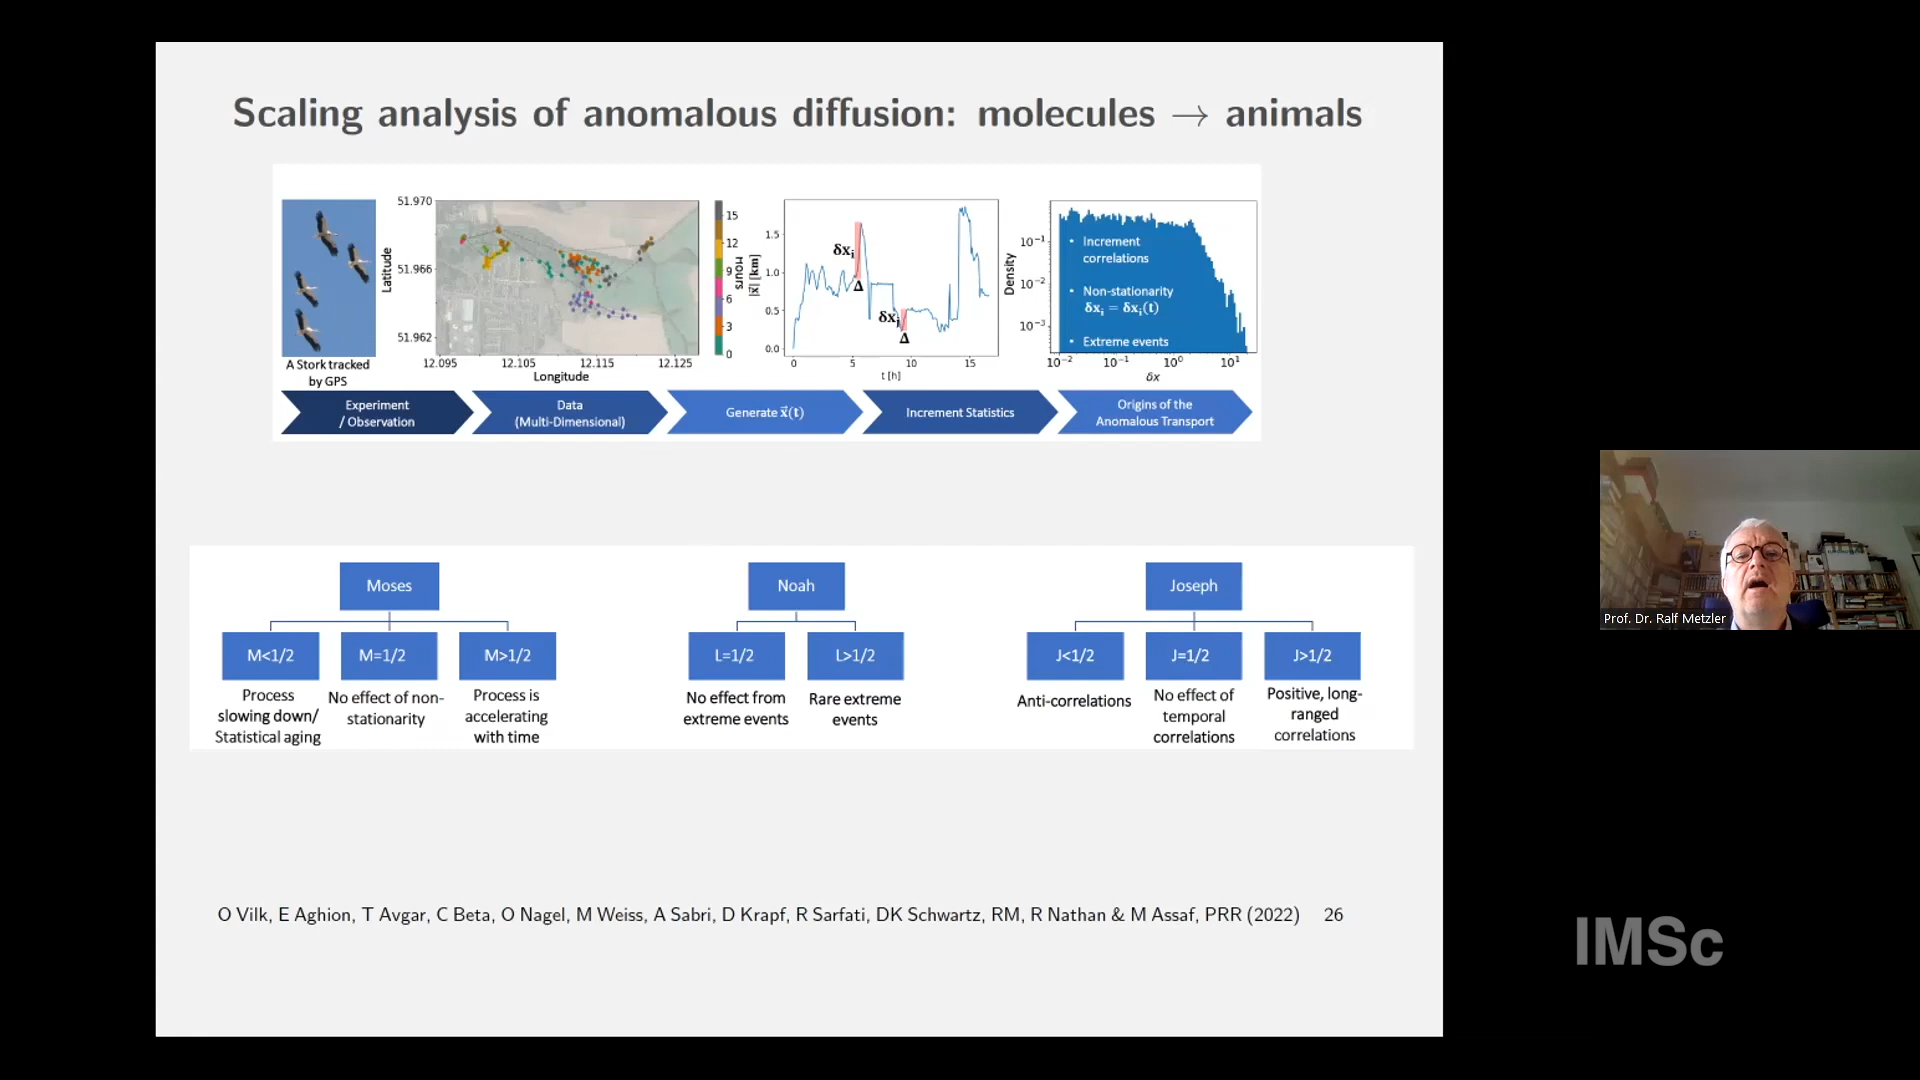 Scaling analysis of anomalous diffusion: molecules → animals
A Stork tracked
by GPS
Latitude
51.970
51.966
51.962
12.095 12.105 12.115 12.125
Longitude
15
12
9
6
3
0
Hours
|x⃗| [km]
1.5
1.0
0.5
0.0
δxᵢ
Δ
δxⱼ
Δ
0 5 10 15
t [h]
Density
10⁻¹
10⁻²
10⁻³
• Increment
correlations
• Non-stationarity
δxᵢ = δxᵢ(t)
• Extreme events
10⁻² 10⁻¹ 10⁰ 10¹
δx
Experiment
/ Observation
Data
(Multi-Dimensional)
Generate x⃗(t)
Increment Statistics
Origins of the
Anomalous Transport
Moses
M<1/2
M=1/2
M>1/2
Process
slowing down/
Statistical aging
No effect of non-
stationarity
Process is
accelerating
with time
Noah
L=1/2
L>1/2
No effect from
extreme events
Rare extreme
events
Joseph
J<1/2
J=1/2
J>1/2
Anti-correlations
No effect of
temporal
correlations
Positive, long-
ranged
correlations
O Vilk, E Aghion, T Avgar, C Beta, O Nagel, M Weiss, A Sabri, D Krapf, R Sarfati, DK Schwartz, RM, R Nathan & M Assaf, PRR (2022) 26
Prof. Dr. Ralf Metzler
IMSc